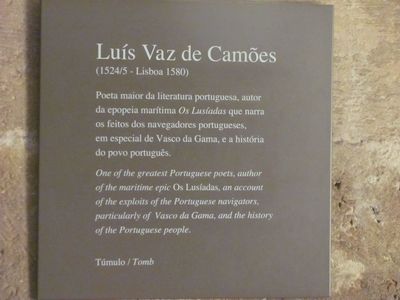 Luís Vaz de Camões
(1524/5 - Lisboa 1580)
Poeta maior da literatura portuguesa, autor
da epopeia marítima Os Lusíadas que narra
os feitos dos navegadores portugueses,
em especial de Vasco da Gama, e a história
do povo português.
One of the greatest Portuguese poets, author
of the maritime epic Os Lusíadas, an account
of the exploits of the Portuguese navigators,
particularly of Vasco da Gama, and the history
of the Portuguese people.
Túmulo / Tomb